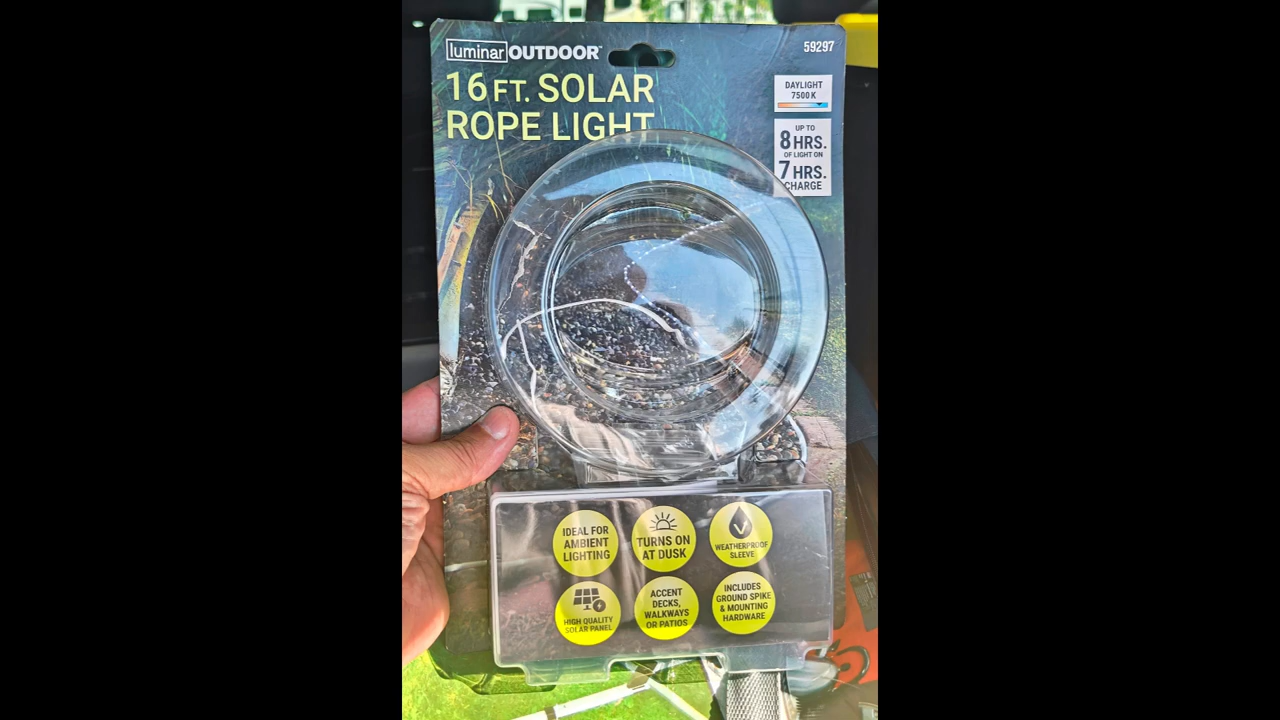 luminar OUTDOOR™
59297
16 FT. SOLAR
ROPE LIGHT
DAYLIGHT
7500 K
UP TO
8 HRS.
OF LIGHT ON
7 HRS.
CHARGE
IDEAL FOR
AMBIENT
LIGHTING
TURNS ON
AT DUSK
WEATHERPROOF
SLEEVE
HIGH QUALITY
SOLAR PANEL
ACCENT
DECKS,
WALKWAYS
OR PATIOS
INCLUDES
GROUND SPIKE
& MOUNTING
HARDWARE